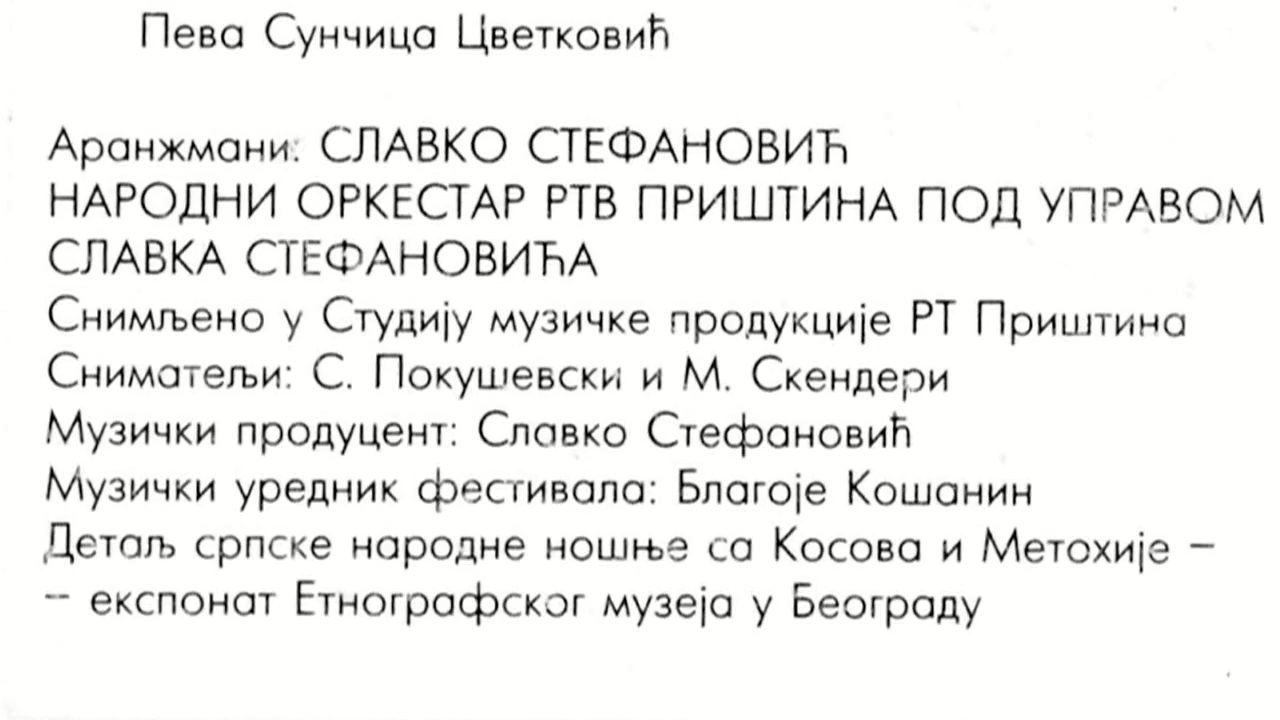 Пева Сунчица Цветковић
Аранжмани: СЛАВКО СТЕФАНОВИЋ
НАРОДНИ ОРКЕСТАР РТВ ПРИШТИНА ПОД УПРАВОМ
СЛАВКА СТЕФАНОВИЋА
Снимљено у Студију музичке продукције РТ Приштина
Сниматељи: С. Покушевски и М. Скендери
Музички продуцент: Славко Стефановић
Музички уредник фестивала: Благоје Кошанин
Детаљ српске народне ношње са Косова и Метохије –
– експонат Етнографског музеја у Београду